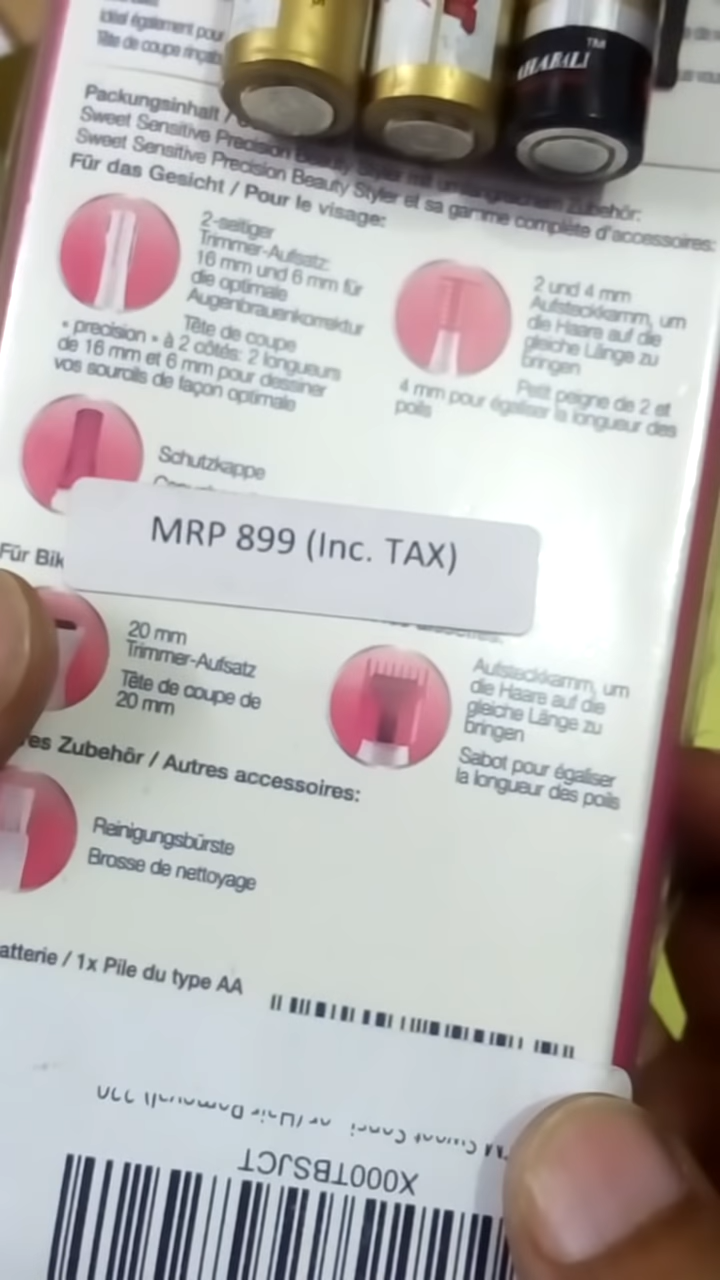 idéal également pour
Tête de coupe
AHABALI™
Packungsinhalt /
Sweet Sensitive Precision Beauty Styler mit umfangreichem Zubehör:
Sweet Sensitive Precision Beauty Styler et sa gamme complète d'accessoires:
Für das Gesicht / Pour le visage:
2-seitiger
Trimmer-Aufsatz:
16 mm und 6 mm für
die optimale
Augenbrauenkorrektur
Tête de coupe
« precision » à 2 côtés: 2 longueurs
de 16 mm et 6 mm pour dessiner
vos sourcils de façon optimale
2 und 4 mm
Aufsteckkamm, um
die Haare auf die
gleiche Länge zu
bringen
Petit peigne de 2 et
4 mm pour égaliser la longueur des
poils
Schutzkappe
MRP 899 (Inc. TAX)
Für Bik
20 mm
Trimmer-Aufsatz
Tête de coupe de
20 mm
Aufsteckkamm, um
die Haare auf die
gleiche Länge zu
bringen
Sabot pour égaliser
la longueur des poils
res Zubehör / Autres accessoires:
Reinigungsbürste
Brosse de nettoyage
atterie / 1x Pile du type AA
X000TBSJCT